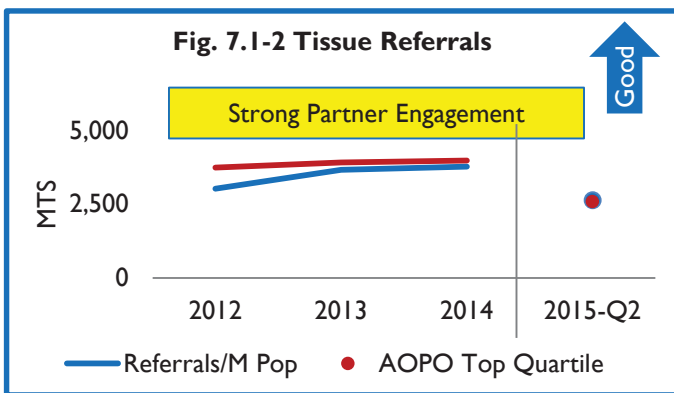 Fig. 7.1-2 Tissue Referrals
Good
Strong Partner Engagement
5,000
MTS
2,500
0
2012 2013 2014 2015-Q2
Referrals/M Pop AOPO Top Quartile